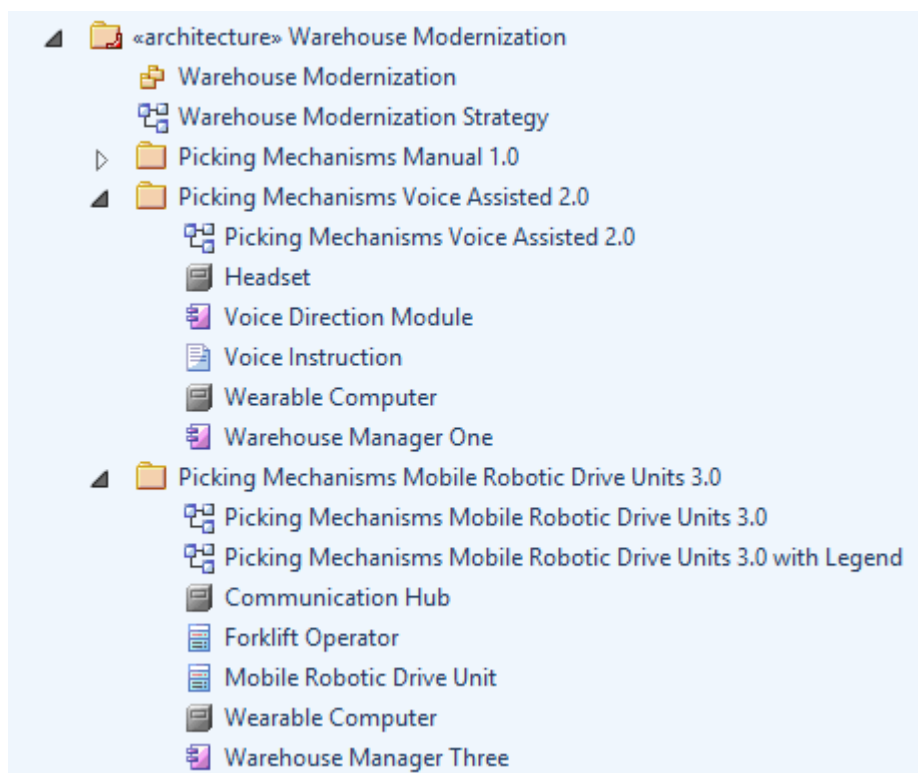 «architecture» Warehouse Modernization
Warehouse Modernization
Warehouse Modernization Strategy
Picking Mechanisms Manual 1.0
Picking Mechanisms Voice Assisted 2.0
Picking Mechanisms Voice Assisted 2.0
Headset
Voice Direction Module
Voice Instruction
Wearable Computer
Warehouse Manager One
Picking Mechanisms Mobile Robotic Drive Units 3.0
Picking Mechanisms Mobile Robotic Drive Units 3.0
Picking Mechanisms Mobile Robotic Drive Units 3.0 with Legend
Communication Hub
Forklift Operator
Mobile Robotic Drive Unit
Wearable Computer
Warehouse Manager Three